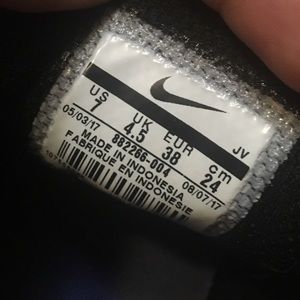 US UK EUR cm JV
7 4.5 38 24
05/03/17 08/07/17
882266-004
MADE IN INDONESIA
FABRIQUE EN INDONESIE